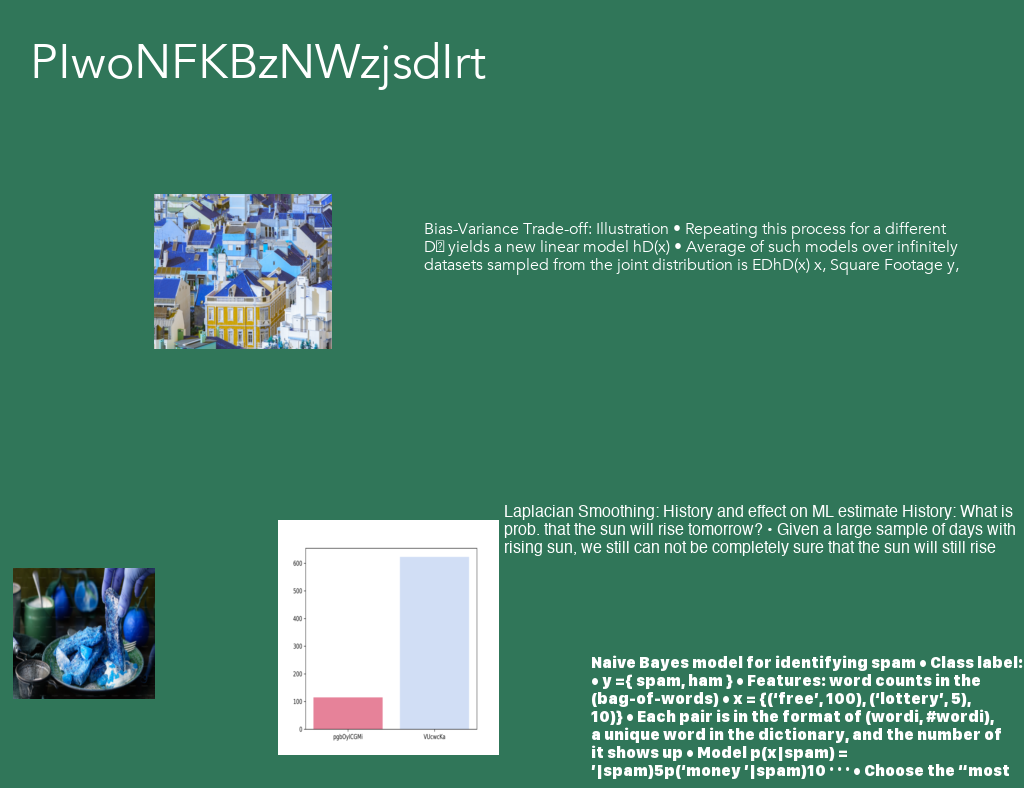 PIwoNFKBzNWzjsdIrt
Bias-Variance Trade-off: Illustration • Repeating this process for a different
D yields a new linear model hD(x) • Average of such models over infinitely
datasets sampled from the joint distribution is EDhD(x) x, Square Footage y,
Laplacian Smoothing: History and effect on ML estimate History: What is
prob. that the sun will rise tomorrow? • Given a large sample of days with
rising sun, we still can not be completely sure that the sun will still rise
600
500
400
300
200
100
0
pgbOylCGMi VUcwcKa
Naive Bayes model for identifying spam • Class label:
• y ={ spam, ham } • Features: word counts in the
(bag-of-words) • x = {(‘free’, 100), (‘lottery’, 5),
10)} • Each pair is in the format of (wordi, #wordi),
a unique word in the dictionary, and the number of
it shows up • Model p(x|spam) =
’|spam)5p(‘money ’|spam)10 · · · • Choose the “most